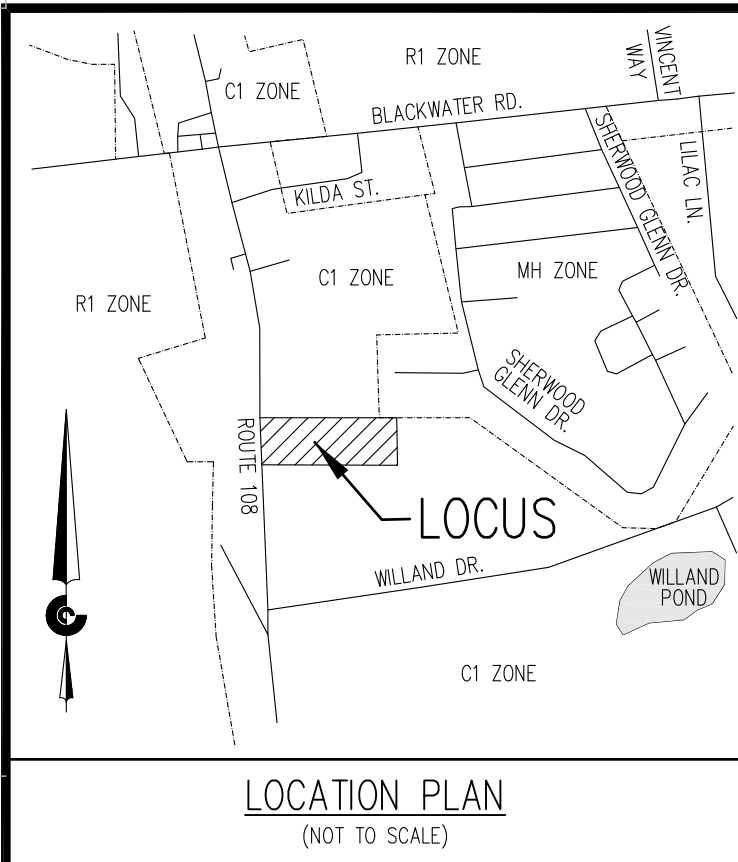 R1 ZONE
VINCENT
WAY
C1 ZONE
BLACKWATER RD.
SHERWOOD GLENN DR.
LILAC LN.
KILDA ST.
C1 ZONE
MH ZONE
R1 ZONE
SHERWOOD
GLENN DR.
ROUTE 108
LOCUS
WILLAND DR.
WILLAND
POND
C1 ZONE
LOCATION PLAN
(NOT TO SCALE)